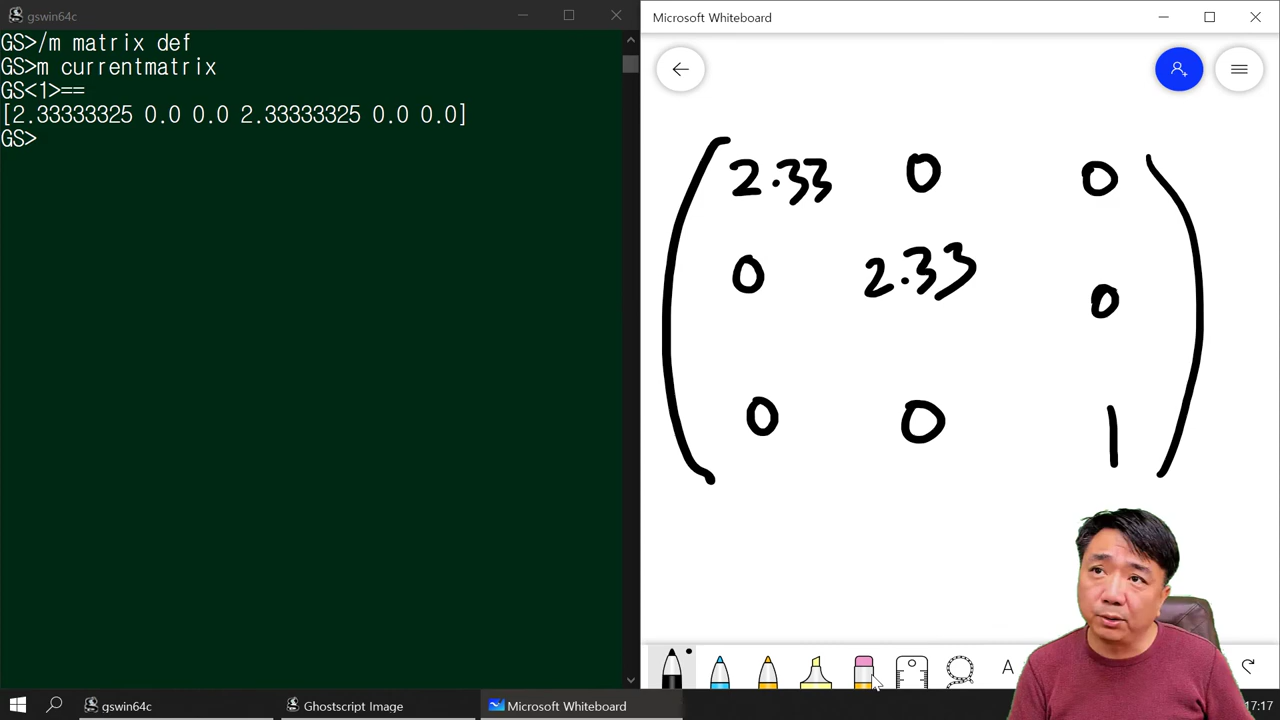 gswin64c
GS>/m matrix def
GS>m currentmatrix
GS<1>==
[2.33333325 0.0 0.0 2.33333325 0.0 0.0]
GS>
Microsoft Whiteboard
2.33 0 0
0 2.33 0
0 0 1
A
gswin64c
Ghostscript Image
Microsoft Whiteboard
17:17